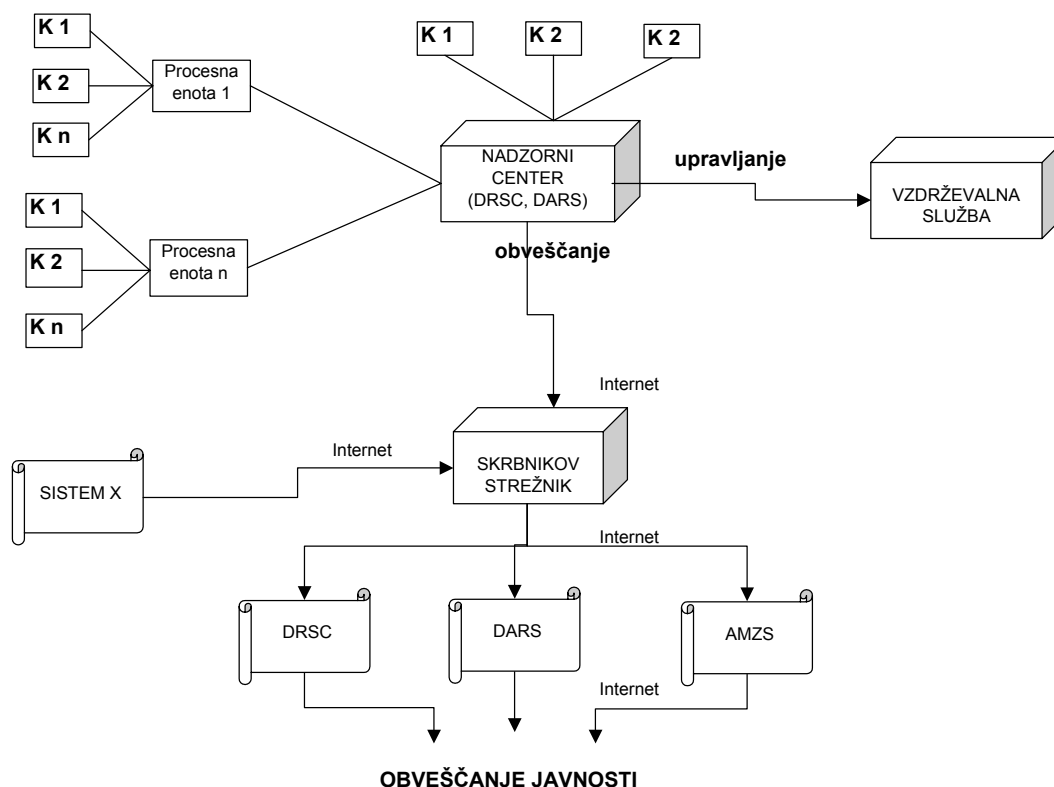 K 1
K 2
K n
Procesna
enota 1
K 1
K 2
K 2
NADZORNI
CENTER
(DRSC, DARS)
upravljanje
VZDRŽEVALNA
SLUŽBA
K 1
K 2
K n
Procesna
enota n
obveščanje
Internet
SISTEM X
Internet
SKRBNIKOV
STREŽNIK
Internet
DRSC
DARS
AMZS
Internet
OBVEŠČANJE JAVNOSTI